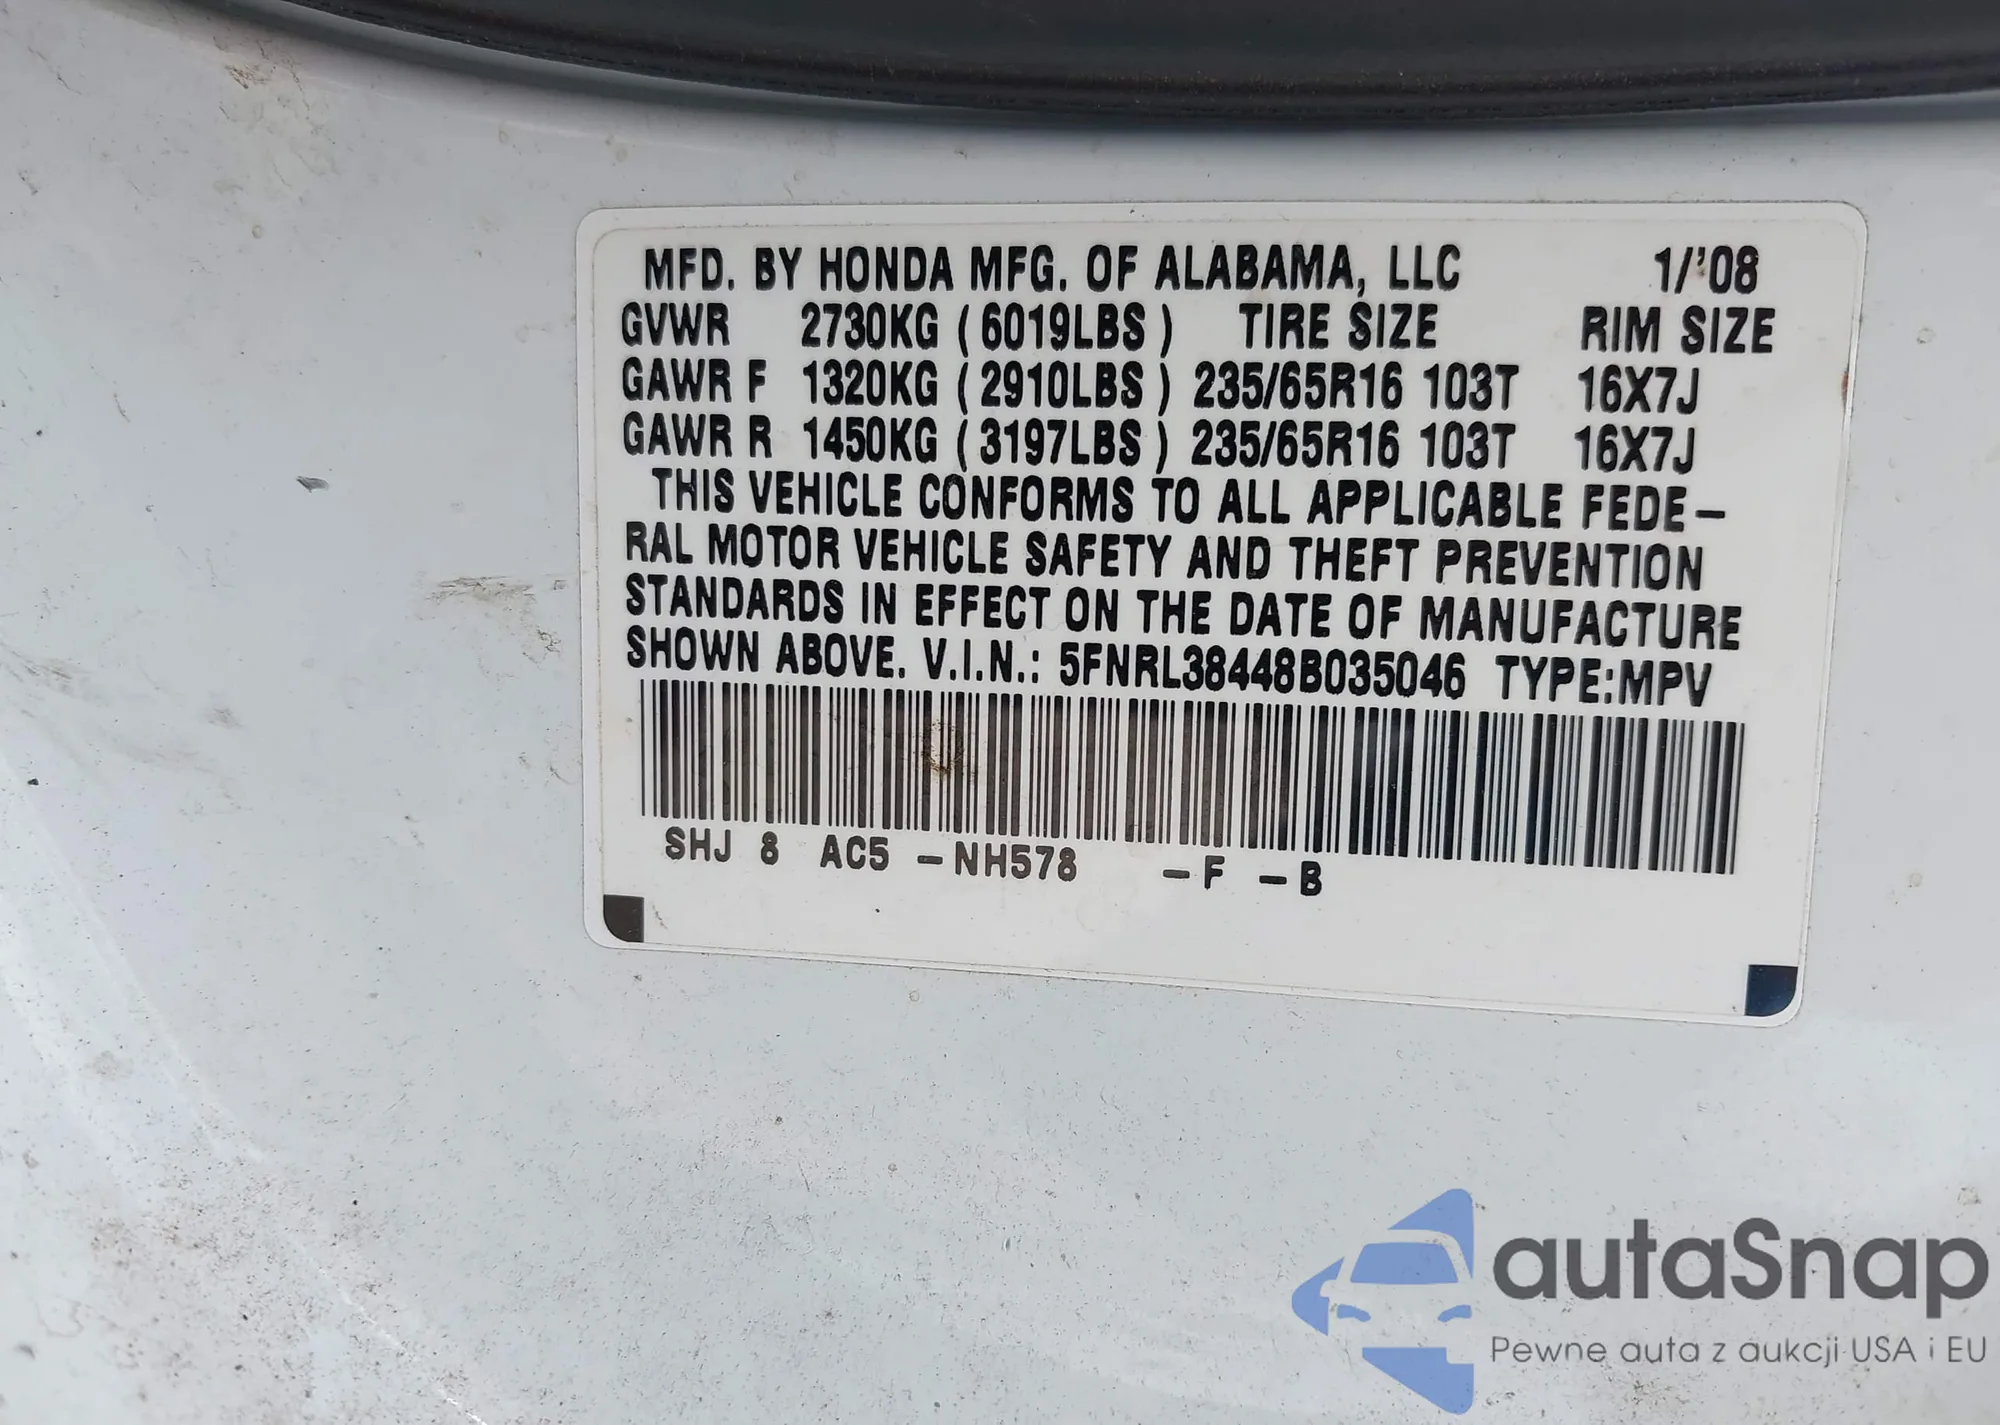 MFD. BY HONDA MFG. OF ALABAMA, LLC 1/'08
GVWR 2730KG ( 6019LBS ) TIRE SIZE RIM SIZE
GAWR F 1320KG ( 2910LBS ) 235/65R16 103T 16X7J
GAWR R 1450KG ( 3197LBS ) 235/65R16 103T 16X7J
THIS VEHICLE CONFORMS TO ALL APPLICABLE FEDE-
RAL MOTOR VEHICLE SAFETY AND THEFT PREVENTION
STANDARDS IN EFFECT ON THE DATE OF MANUFACTURE
SHOWN ABOVE. V.I.N.: 5FNRL38448B035046 TYPE:MPV
SHJ 8 AC5 -NH578 -F -B
autaSnap
Pewne auta z aukcji USA i EU